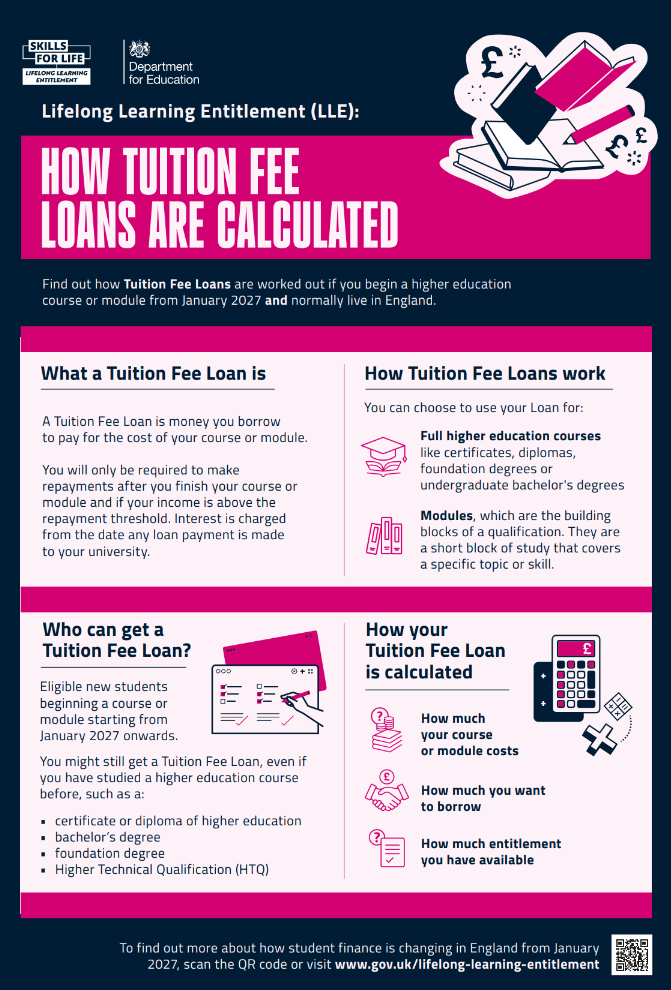 SKILLS
FOR LIFE
LIFELONG LEARNING
ENTITLEMENT
Department
for Education
Lifelong Learning Entitlement (LLE):
HOW TUITION FEE
LOANS ARE CALCULATED
£
£
£
Find out how Tuition Fee Loans are worked out if you begin a higher education
course or module from January 2027 and normally live in England.
What a Tuition Fee Loan is
A Tuition Fee Loan is money you borrow
to pay for the cost of your course or module.
You will only be required to make
repayments after you finish your course or
module and if your income is above the
repayment threshold. Interest is charged
from the date any loan payment is made
to your university.
How Tuition Fee Loans work
You can choose to use your Loan for:
Full higher education courses
like certificates, diplomas,
foundation degrees or
undergraduate bachelor's degrees
Modules, which are the building
blocks of a qualification. They are
a short block of study that covers
a specific topic or skill.
Who can get a
Tuition Fee Loan?
Eligible new students
beginning a course or
module starting from
January 2027 onwards.
You might still get a Tuition Fee Loan, even if
you have studied a higher education course
before, such as a:
▪ certificate or diploma of higher education
▪ bachelor's degree
▪ foundation degree
▪ Higher Technical Qualification (HTQ)
How your
Tuition Fee Loan
is calculated
£
?
How much
your course
or module costs
£
How much you want
to borrow
?
How much entitlement
you have available
To find out more about how student finance is changing in England from January
2027, scan the QR code or visit www.gov.uk/lifelong-learning-entitlement